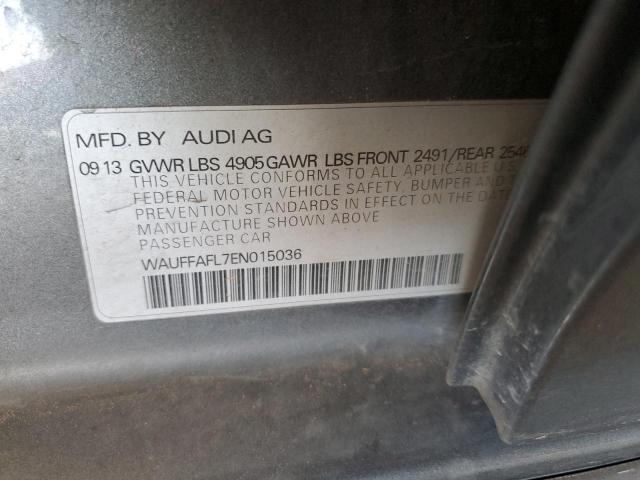 MFD. BY AUDI AG
09 13 GVWR LBS 4905 GAWR LBS FRONT 2491/REAR 2546
THIS VEHICLE CONFORMS TO ALL APPLICABLE U.S.
FEDERAL MOTOR VEHICLE SAFETY, BUMPER AND
PREVENTION STANDARDS IN EFFECT ON THE DATE
MANUFACTURE SHOWN ABOVE
PASSENGER CAR
WAUFFAFL7EN015036